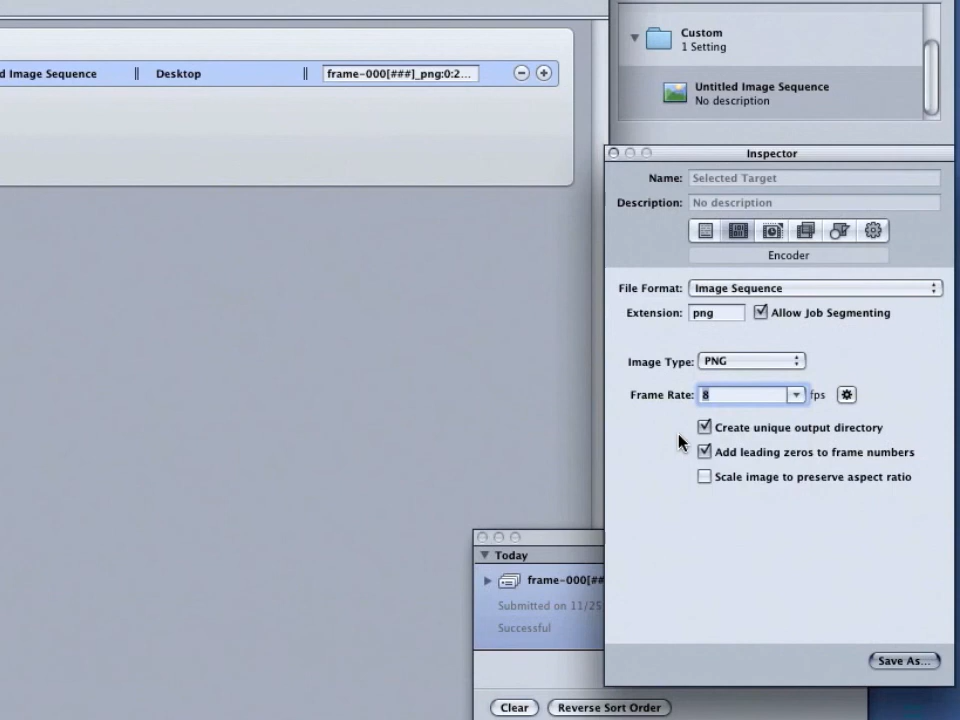 d Image Sequence || Desktop || frame-000[###]_png:0:2...
Custom
1 Setting
Untitled Image Sequence
No description
Inspector
Name: Selected Target
Description: No description
Encoder
File Format: Image Sequence
Extension: png Allow Job Segmenting
Image Type: PNG
Frame Rate: 8 fps
Create unique output directory
Add leading zeros to frame numbers
Scale image to preserve aspect ratio
Today
frame-000[##
Submitted on 11/25
Successful
Save As...
Clear Reverse Sort Order